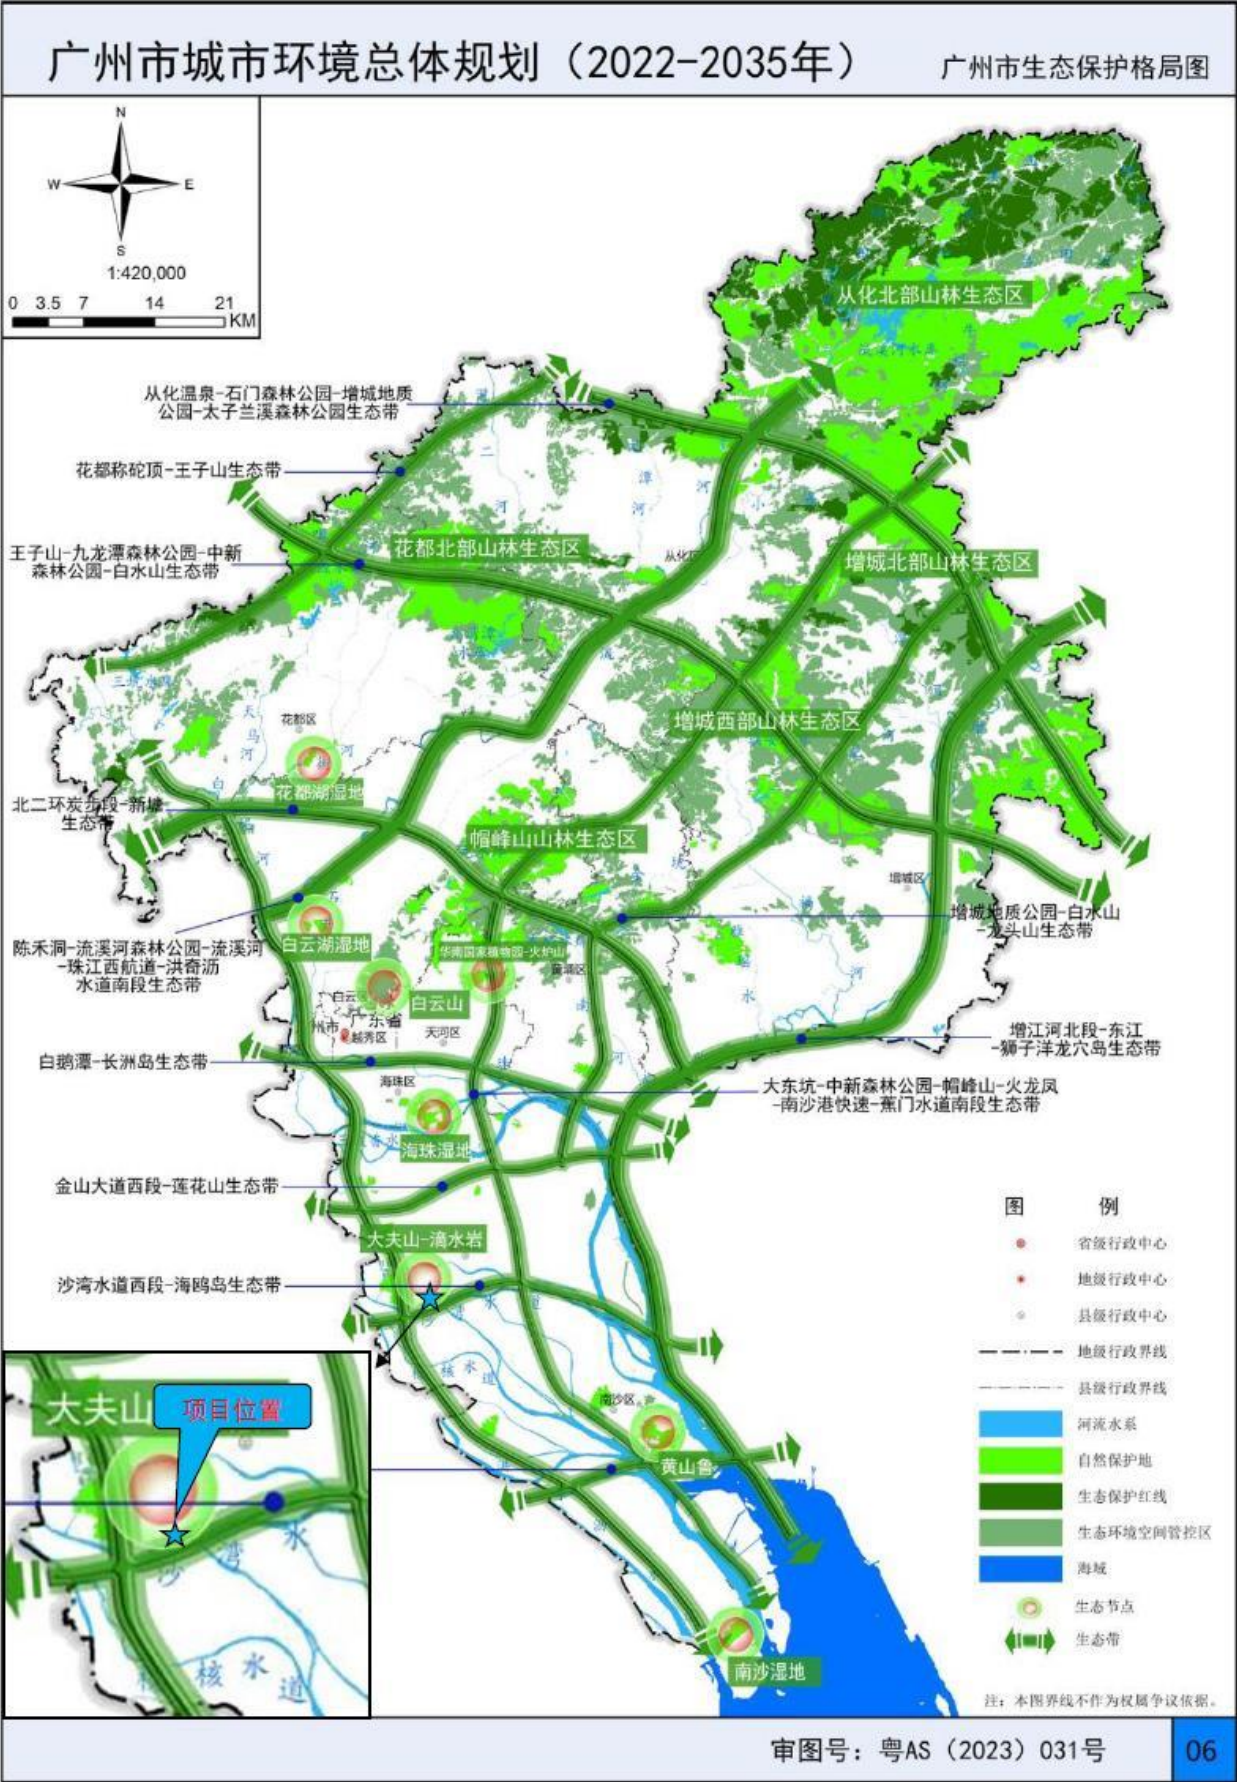 广州市城市环境总体规划（2022-2035年）
广州市生态保护格局图
N
W
E
S
1:420,000
0 3.5 7 14 21
KM
从化北部山林生态区
从化温泉-石门森林公园-增城地质
公园-太子兰溪森林公园生态带
花都称砣顶-王子山生态带
王子山-九龙潭森林公园-中新
森林公园-白水山生态带
花都北部山林生态区
增城北部山林生态区
增城西部山林生态区
花都区
花都湖湿地
北二环炭步段-新塘
生态带
帽峰山山林生态区
增城区
增城地质公园-白水山
-龙头山生态带
白云湖湿地
陈禾洞-流溪河森林公园-流溪河
-珠江西航道-洪奇沥
水道南段生态带
华南国家植物园-火炉山
白云山
广东省
州市
越秀区
天河区
白鹅潭-长洲岛生态带
增江河北段-东江
-狮子洋龙穴岛生态带
海珠区
大东坑-中新森林公园-帽峰山-火龙凤
-南沙港快速-蕉门水道南段生态带
海珠湿地
金山大道西段-莲花山生态带
大夫山-滴水岩
沙湾水道西段-海鸥岛生态带
南沙区
黄山鲁
南沙湿地
大夫山
项目位置
沙
湾
水
核 水 道
图 例
省级行政中心
地级行政中心
县级行政中心
地级行政界线
县级行政界线
河流水系
自然保护地
生态保护红线
生态环境空间管控区
海域
生态节点
生态带
注：本图界线不作为权属争议依据。
审图号：粤AS（2023）031号
06